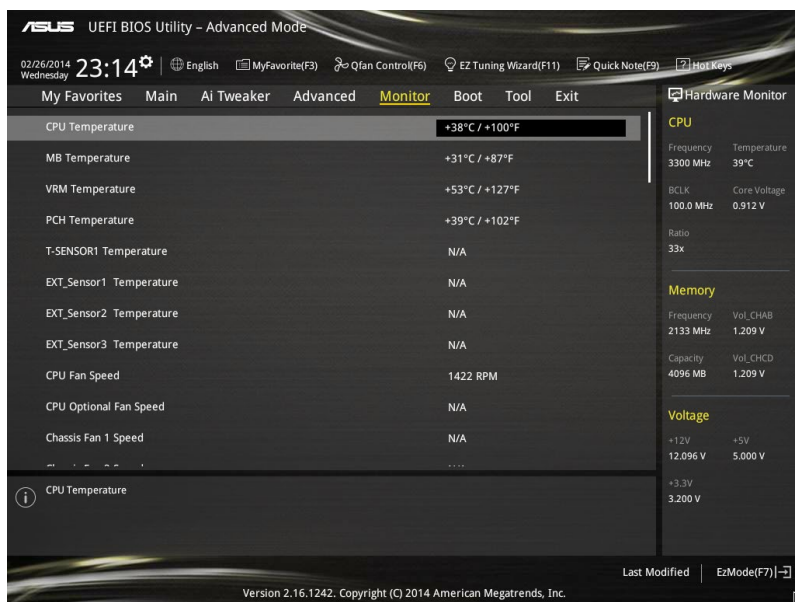 ASUS UEFI BIOS Utility – Advanced Mode
02/26/2014
Wednesday
23:14
English
MyFavorite(F3)
Qfan Control(F6)
EZ Tuning Wizard(F11)
Quick Note(F9)
? Hot Keys
My Favorites Main Ai Tweaker Advanced Monitor Boot Tool Exit
CPU Temperature +38°C / +100°F
MB Temperature +31°C / +87°F
VRM Temperature +53°C / +127°F
PCH Temperature +39°C / +102°F
T-SENSOR1 Temperature N/A
EXT_Sensor1 Temperature N/A
EXT_Sensor2 Temperature N/A
EXT_Sensor3 Temperature N/A
CPU Fan Speed 1422 RPM
CPU Optional Fan Speed N/A
Chassis Fan 1 Speed N/A
i CPU Temperature
Hardware Monitor
CPU
Frequency Temperature
3300 MHz 39°C
BCLK Core Voltage
100.0 MHz 0.912 V
Ratio
33x
Memory
Frequency Vol_CHAB
2133 MHz 1.209 V
Capacity Vol_CHCD
4096 MB 1.209 V
Voltage
+12V +5V
12.096 V 5.000 V
+3.3V
3.200 V
Last Modified
EzMode(F7)
Version 2.16.1242. Copyright (C) 2014 American Megatrends, Inc.